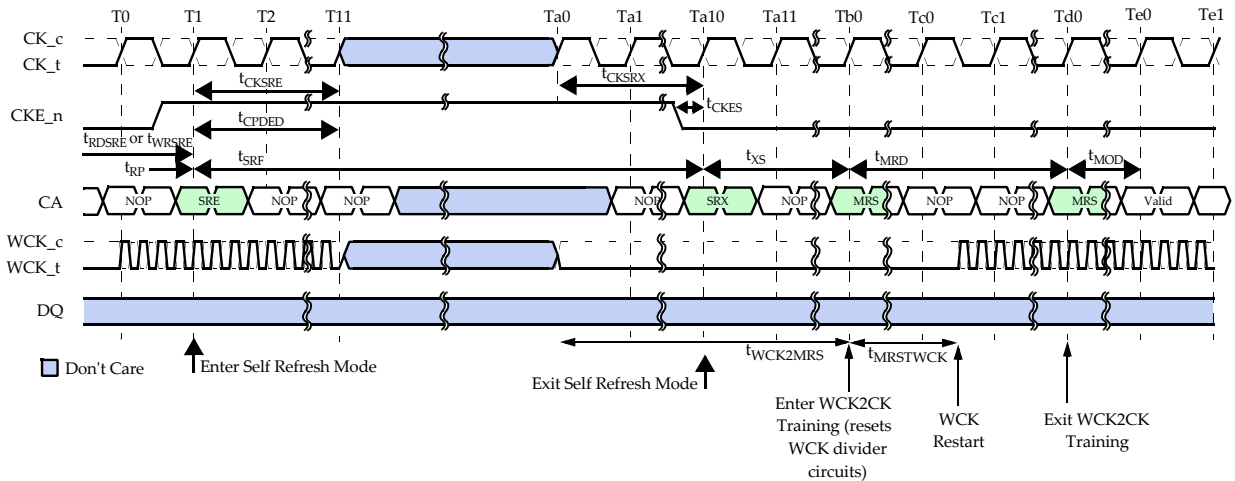 T0 T1 T2 T11 Ta0 Ta1 Ta10 Ta11 Tb0 Tc0 Tc1 Td0 Te0 Te1
CK_c
CK_t
tCKSRE
tCKSRX
CKE_n
tCKES
tCPDED
tRDSRE or tWRSRE
tRP
tSRF
tXS
tMRD
tMOD
CA NOP SRE NOP NOP NOP SRX NOP MRS NOP NOP MRS Valid
WCK_c
WCK_t
DQ
tWCK2MRS
tMRSTWCK
Don't Care
Enter Self Refresh Mode
Exit Self Refresh Mode
Enter WCK2CK
Training (resets
WCK divider
circuits)
WCK
Restart
Exit WCK2CK
Training